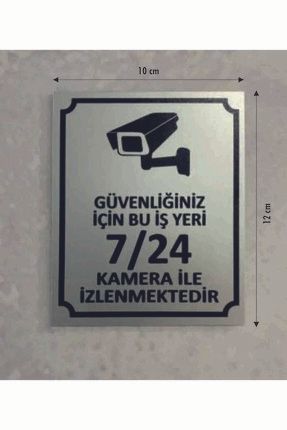 10 cm
12 cm
GÜVENLİĞİNİZ
İÇİN BU İŞ YERİ
7/24
KAMERA İLE
İZLENMEKTEDİR